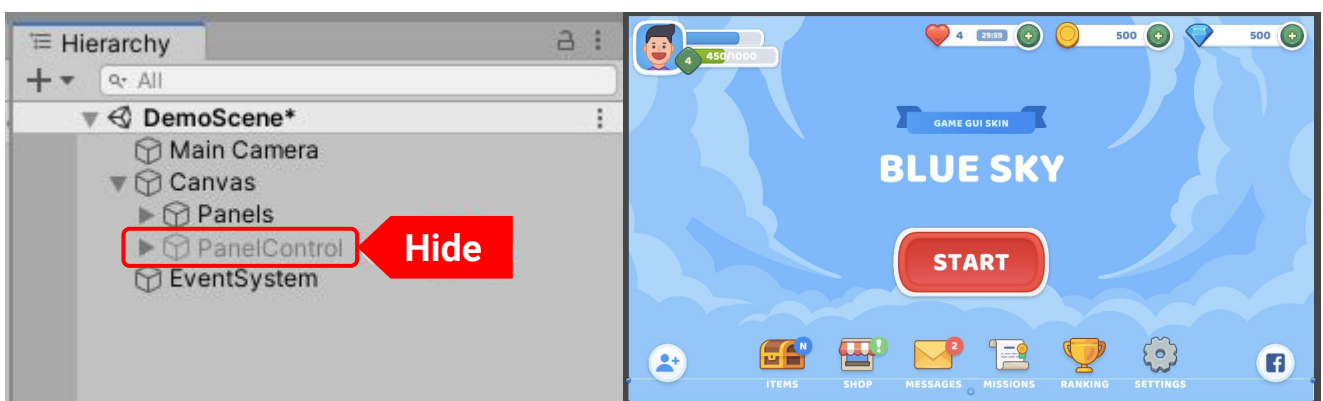 Hierarchy
All
DemoScene*
Main Camera
Canvas
Panels
PanelControl
Hide
EventSystem
4
450/1000
4
29:59
500
500
GAME GUI SKIN
BLUE SKY
START
N
2
ITEMS
SHOP
MESSAGES
MISSIONS
RANKING
SETTINGS